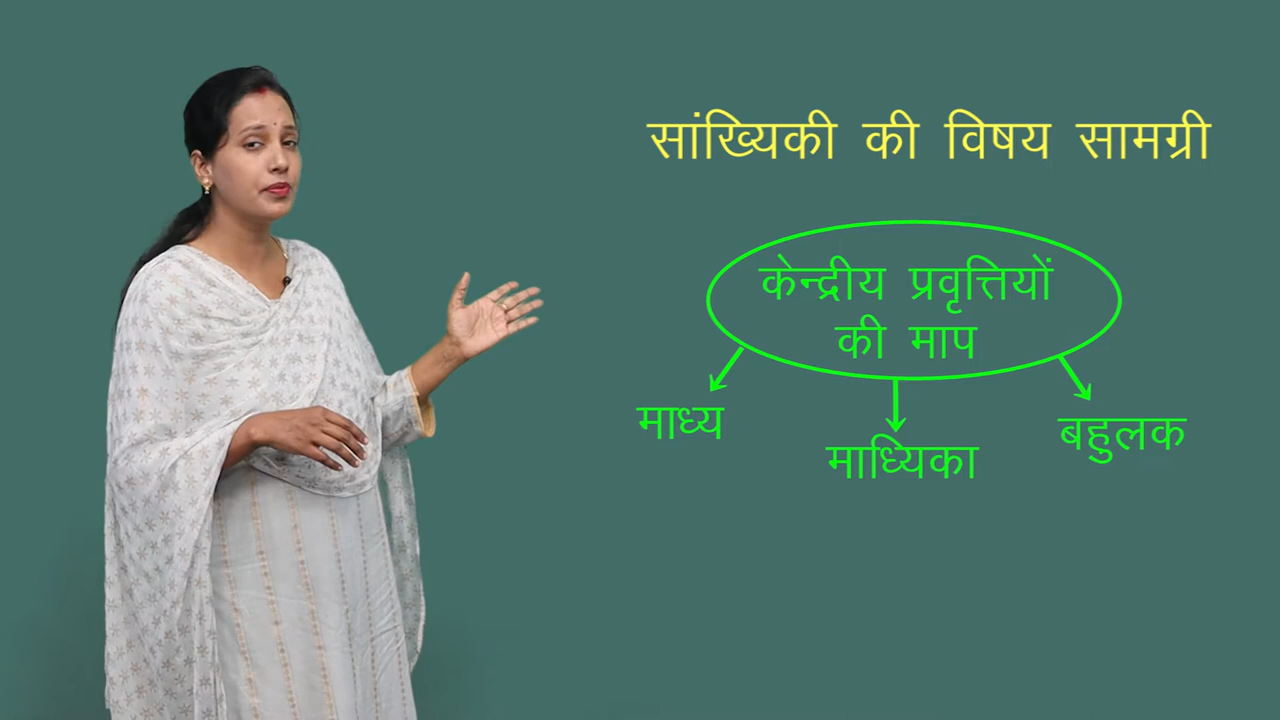 सांख्यिकी की विषय सामग्री
केन्द्रीय प्रवृत्तियों
की माप
माध्य
माध्यिका
बहुलक